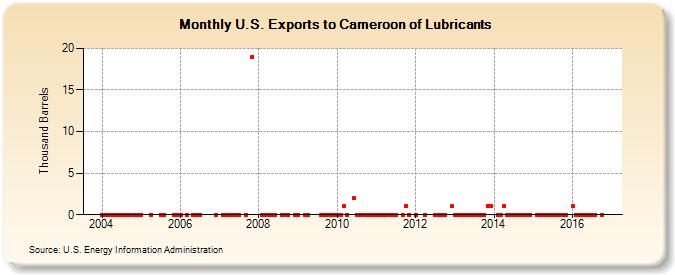 Monthly U.S. Exports to Cameroon of Lubricants
Thousand Barrels
20
15
10
5
0
2004 2006 2008 2010 2012 2014 2016
Source: U.S. Energy Information Administration